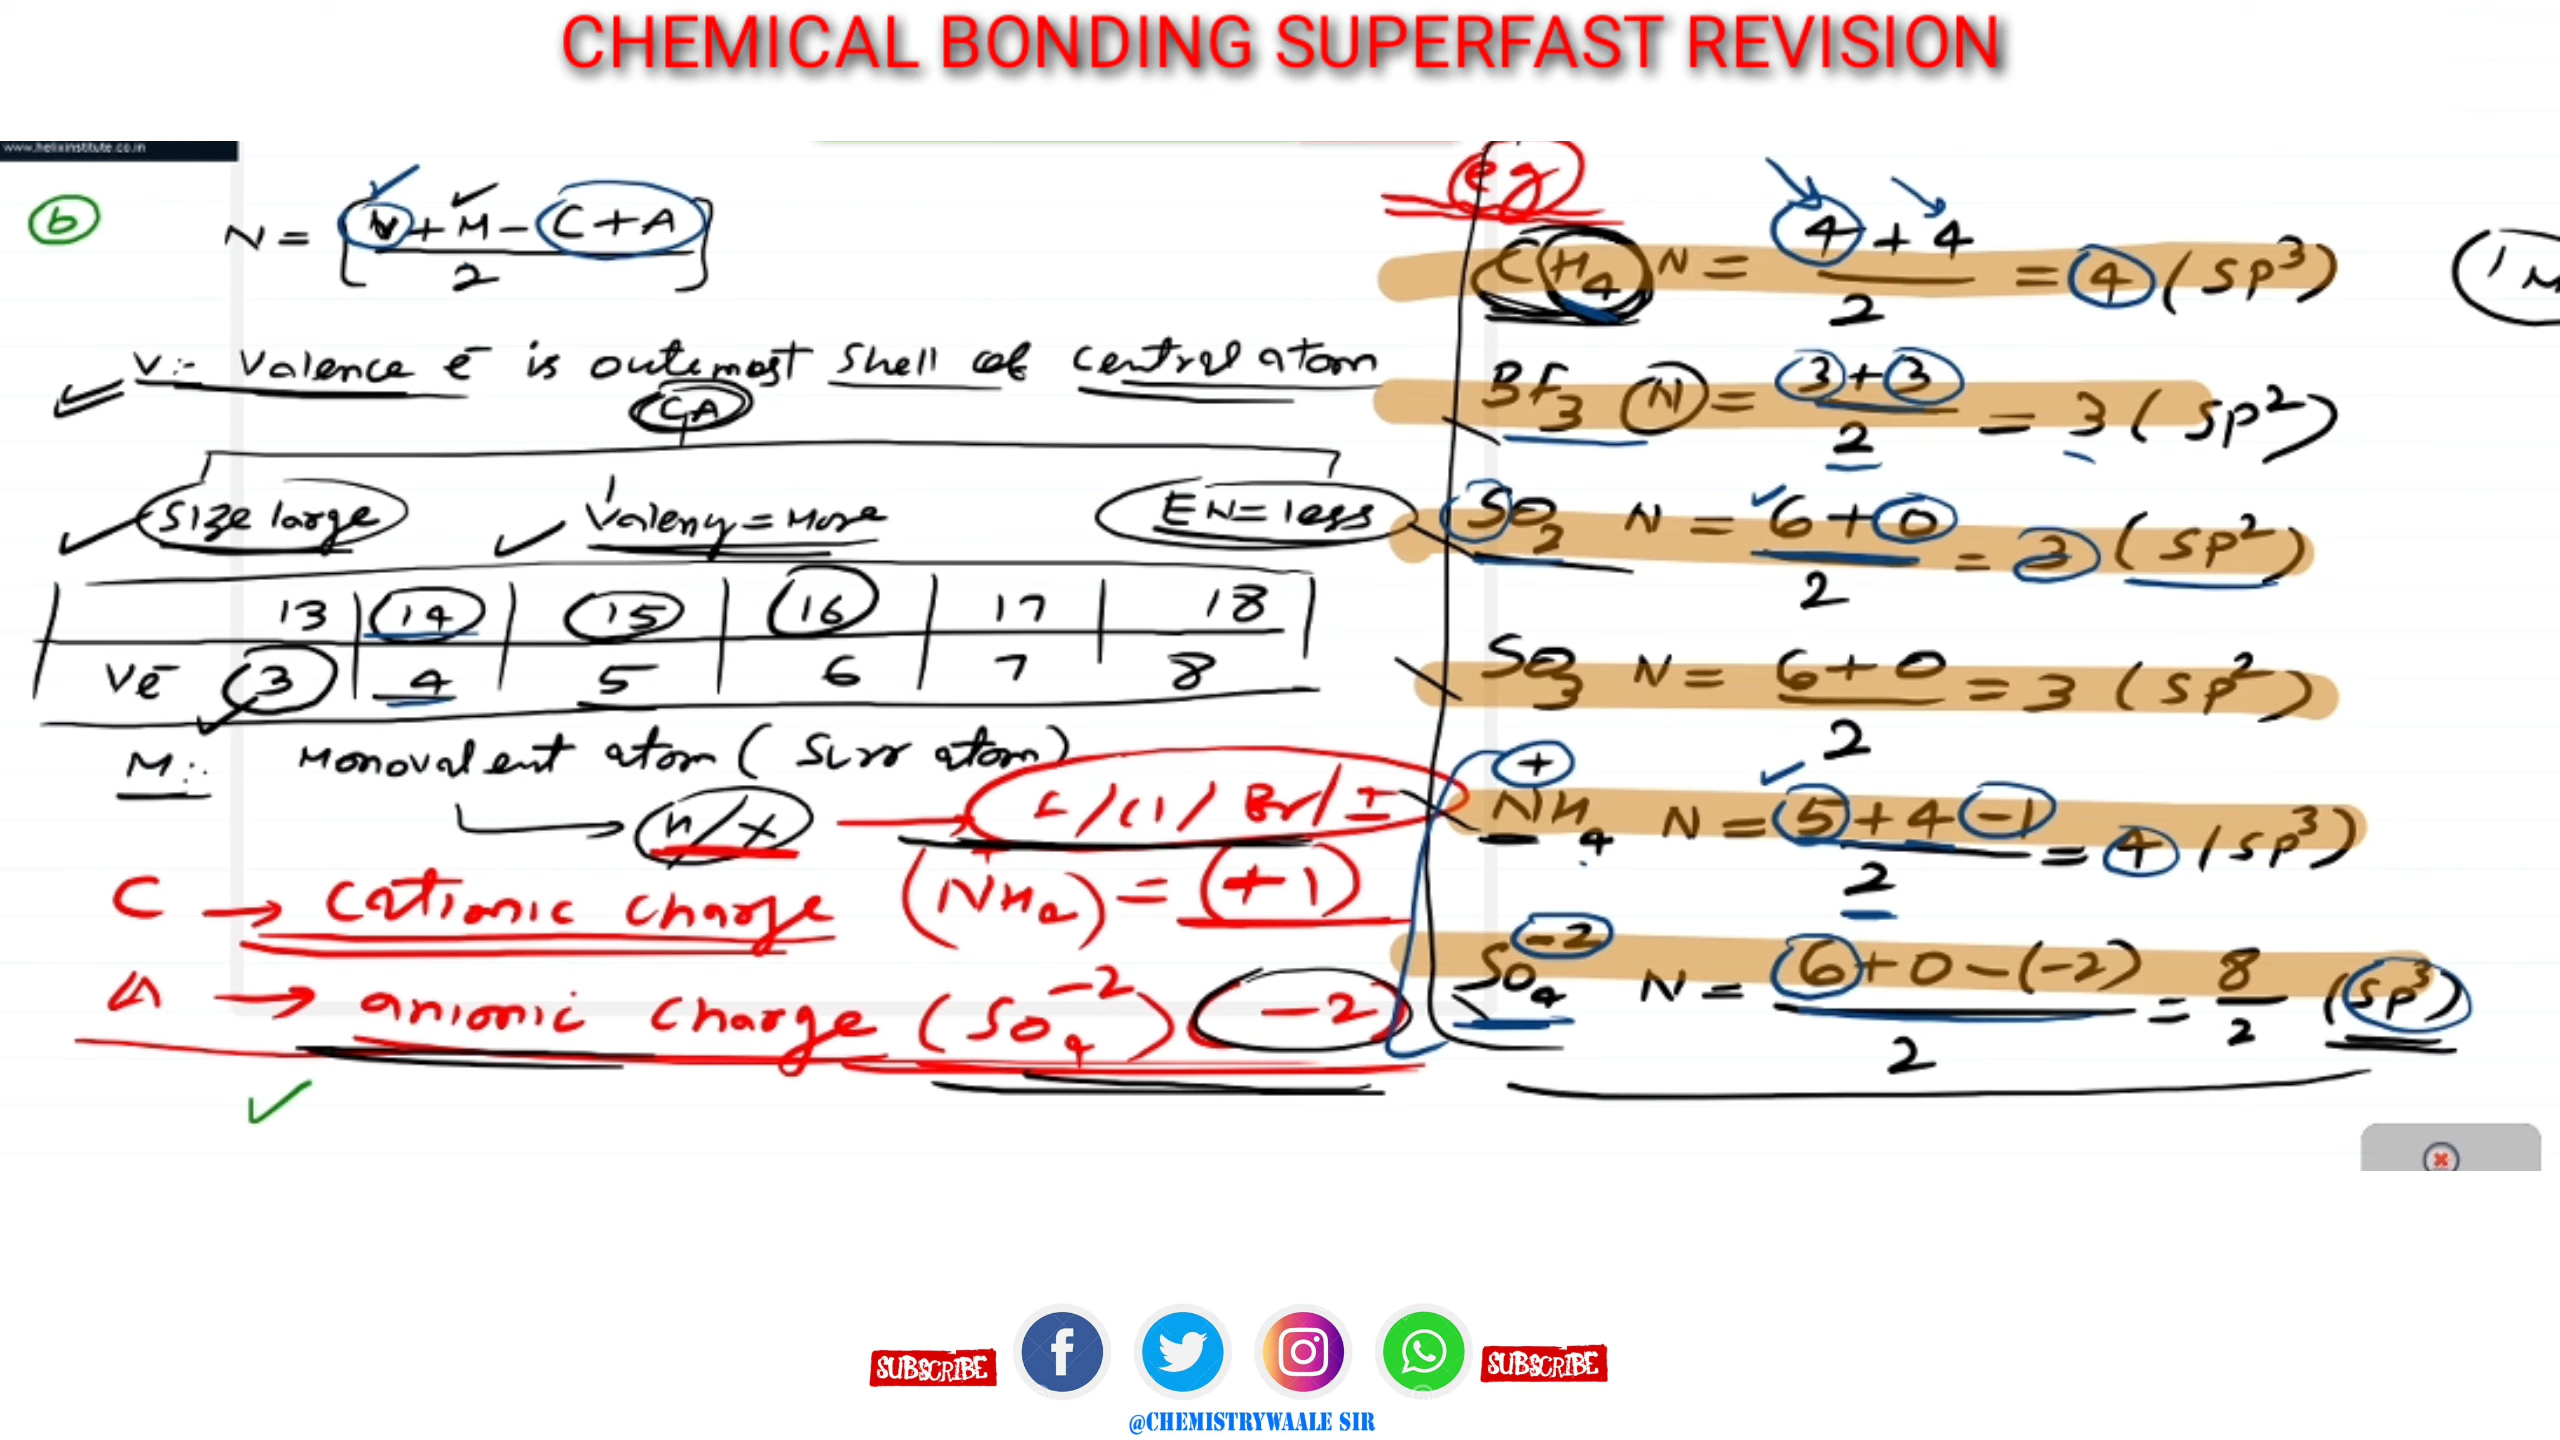 CHEMICAL BONDING SUPERFAST REVISION
www.helixinstitute.co.in
b N = [V + M - C + A / 2]
V :- Valence e⁻ is outermost shell of central atom
CA
Size large Valeny = More EN = less
13 14 15 16 17 18
Ve⁻ 3 4 5 6 7 8
M :- Monovalent atom ( Surr atom )
H/X F/Cl/Br/I
C → Cationic charge (NH₄⁺) = (+1)
A → anionic charge (SO₄⁻²) -2
eg
CH₄ N = 4 + 4 / 2 = 4 (sp³)
BF₃ N = 3 + 3 / 2 = 3 (sp²)
SO₂ N = 6 + 0 / 2 = 3 (sp²)
SO₃ N = 6 + 0 / 2 = 3 (sp²)
NH₄⁺ N = 5 + 4 - 1 / 2 = 4 (sp³)
SO₄⁻² N = 6 + 0 - (-2) / 2 = 8 / 2 (sp³)
SUBSCRIBE SUBSCRIBE
@CHEMISTRYWAALE SIR